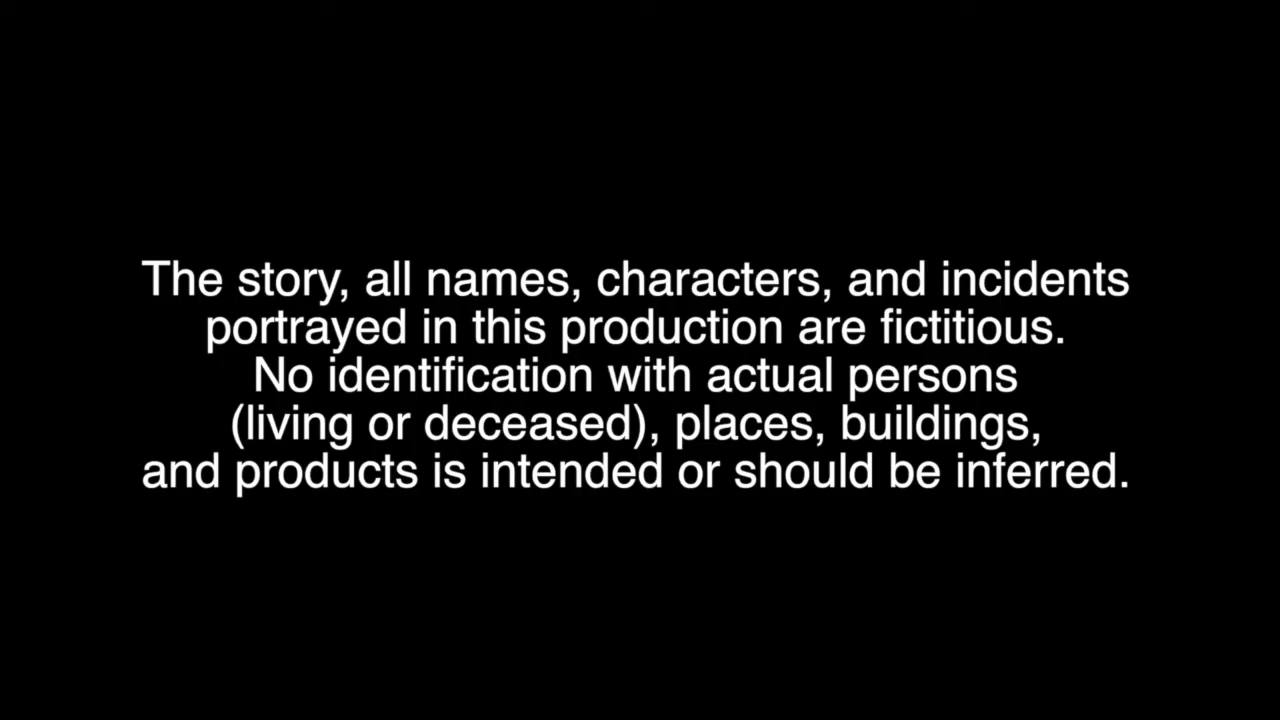 The story, all names, characters, and incidents
portrayed in this production are fictitious.
No identification with actual persons
(living or deceased), places, buildings,
and products is intended or should be inferred.